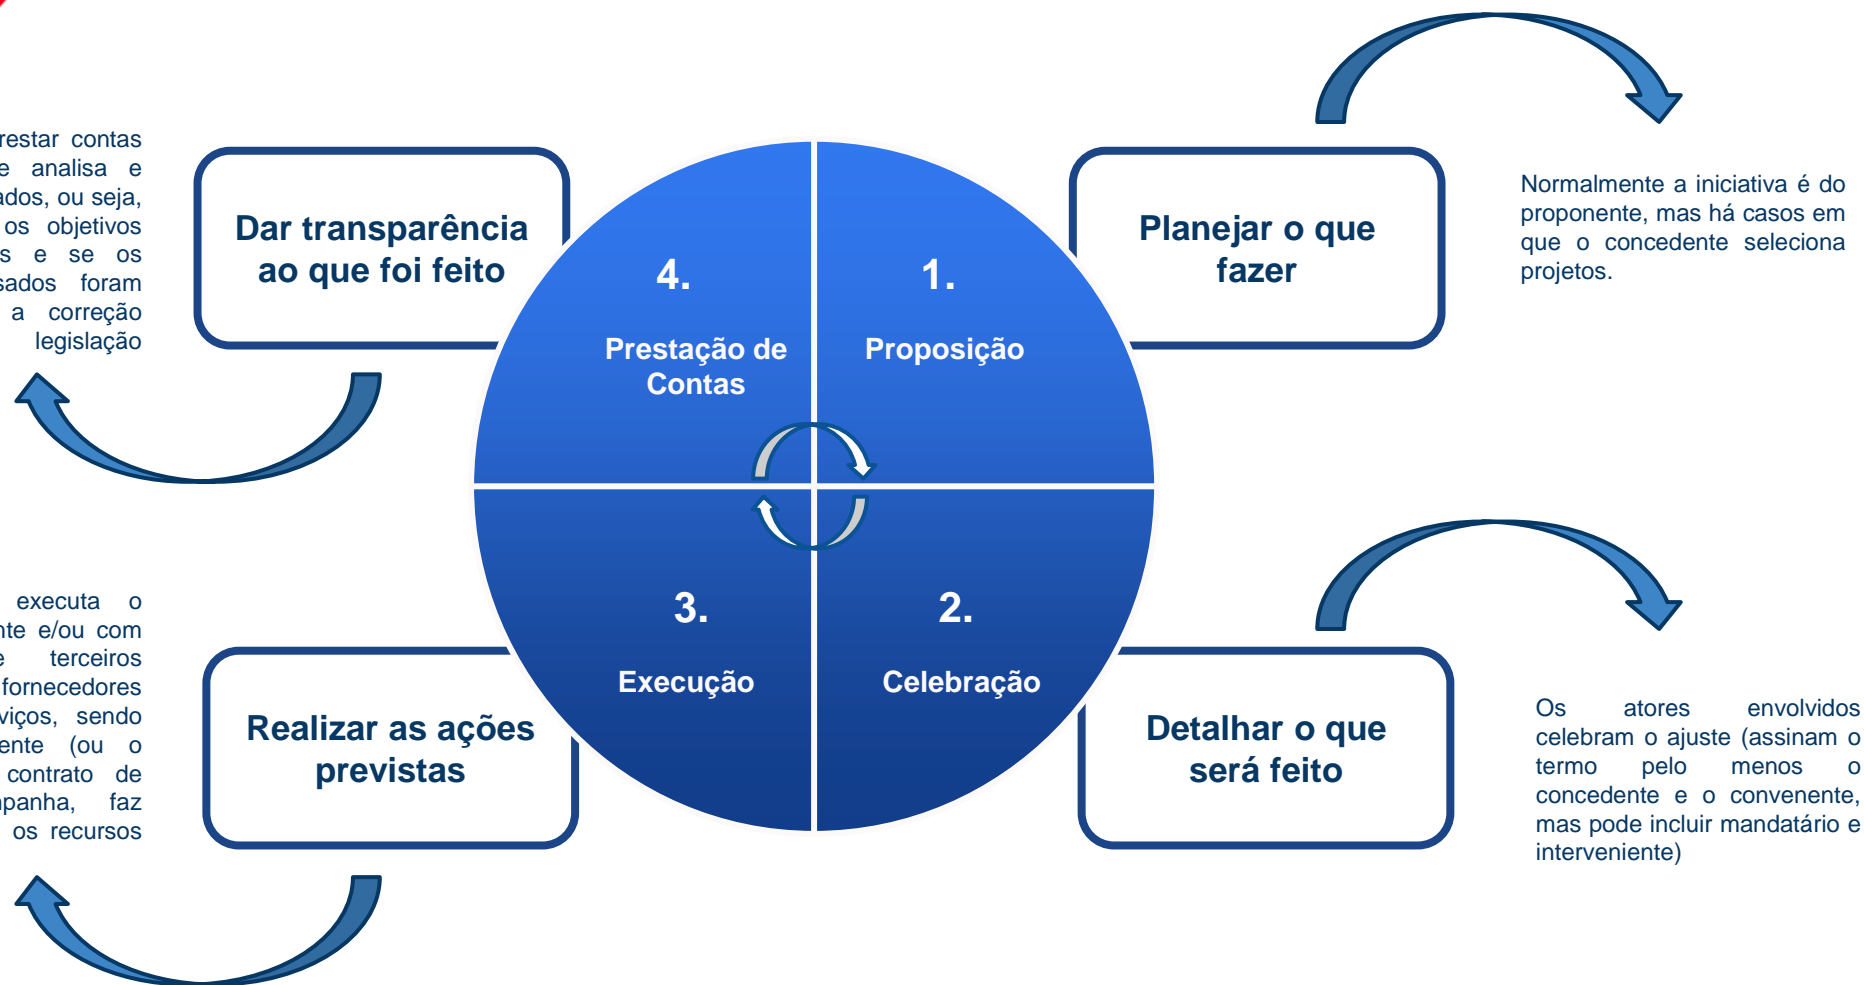 restar contas
e analisa e
ados, ou seja,
os objetivos
s e se os
sados foram
a correção
legislação
Dar transparência
ao que foi feito
4.
Prestação de
Contas
1.
Proposição
Planejar o que
fazer
Normalmente a iniciativa é do
proponente, mas há casos em
que o concedente seleciona
projetos.
executa o
nte e/ou com
e terceiros
fornecedores
viços, sendo
ente (ou o
contrato de
mpanha, faz
os recursos
Realizar as ações
previstas
3.
Execução
2.
Celebração
Detalhar o que
será feito
Os atores envolvidos
celebram o ajuste (assinam o
termo pelo menos o
concedente e o convenente,
mas pode incluir mandatário e
interveniente)